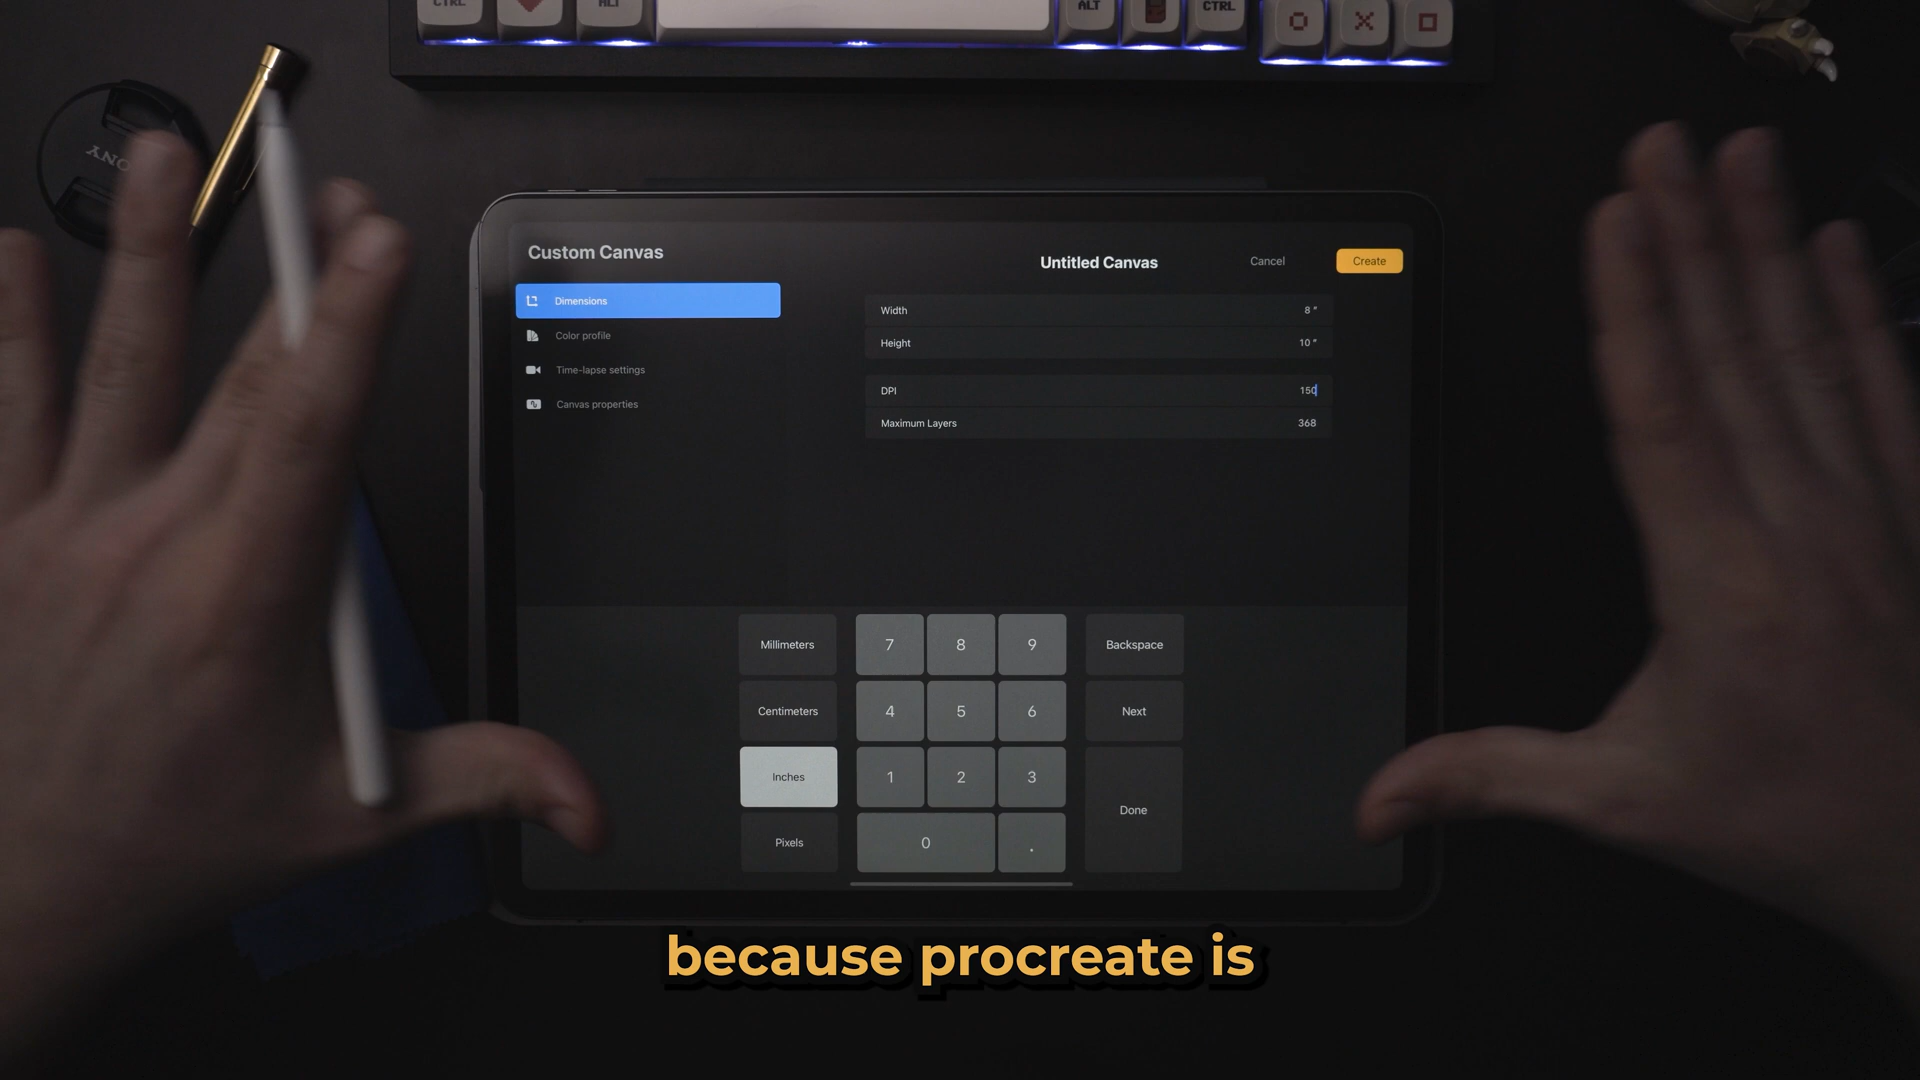 CTRL
ALT
ALT
CTRL
SONY
Custom Canvas
Untitled Canvas
Cancel
Create
Dimensions
Color profile
Time-lapse settings
Canvas properties
Width 8 "
Height 10 "
DPI 150
Maximum Layers 368
Millimeters 7 8 9 Backspace
Centimeters 4 5 6 Next
Inches 1 2 3 Done
Pixels 0 .
because procreate is